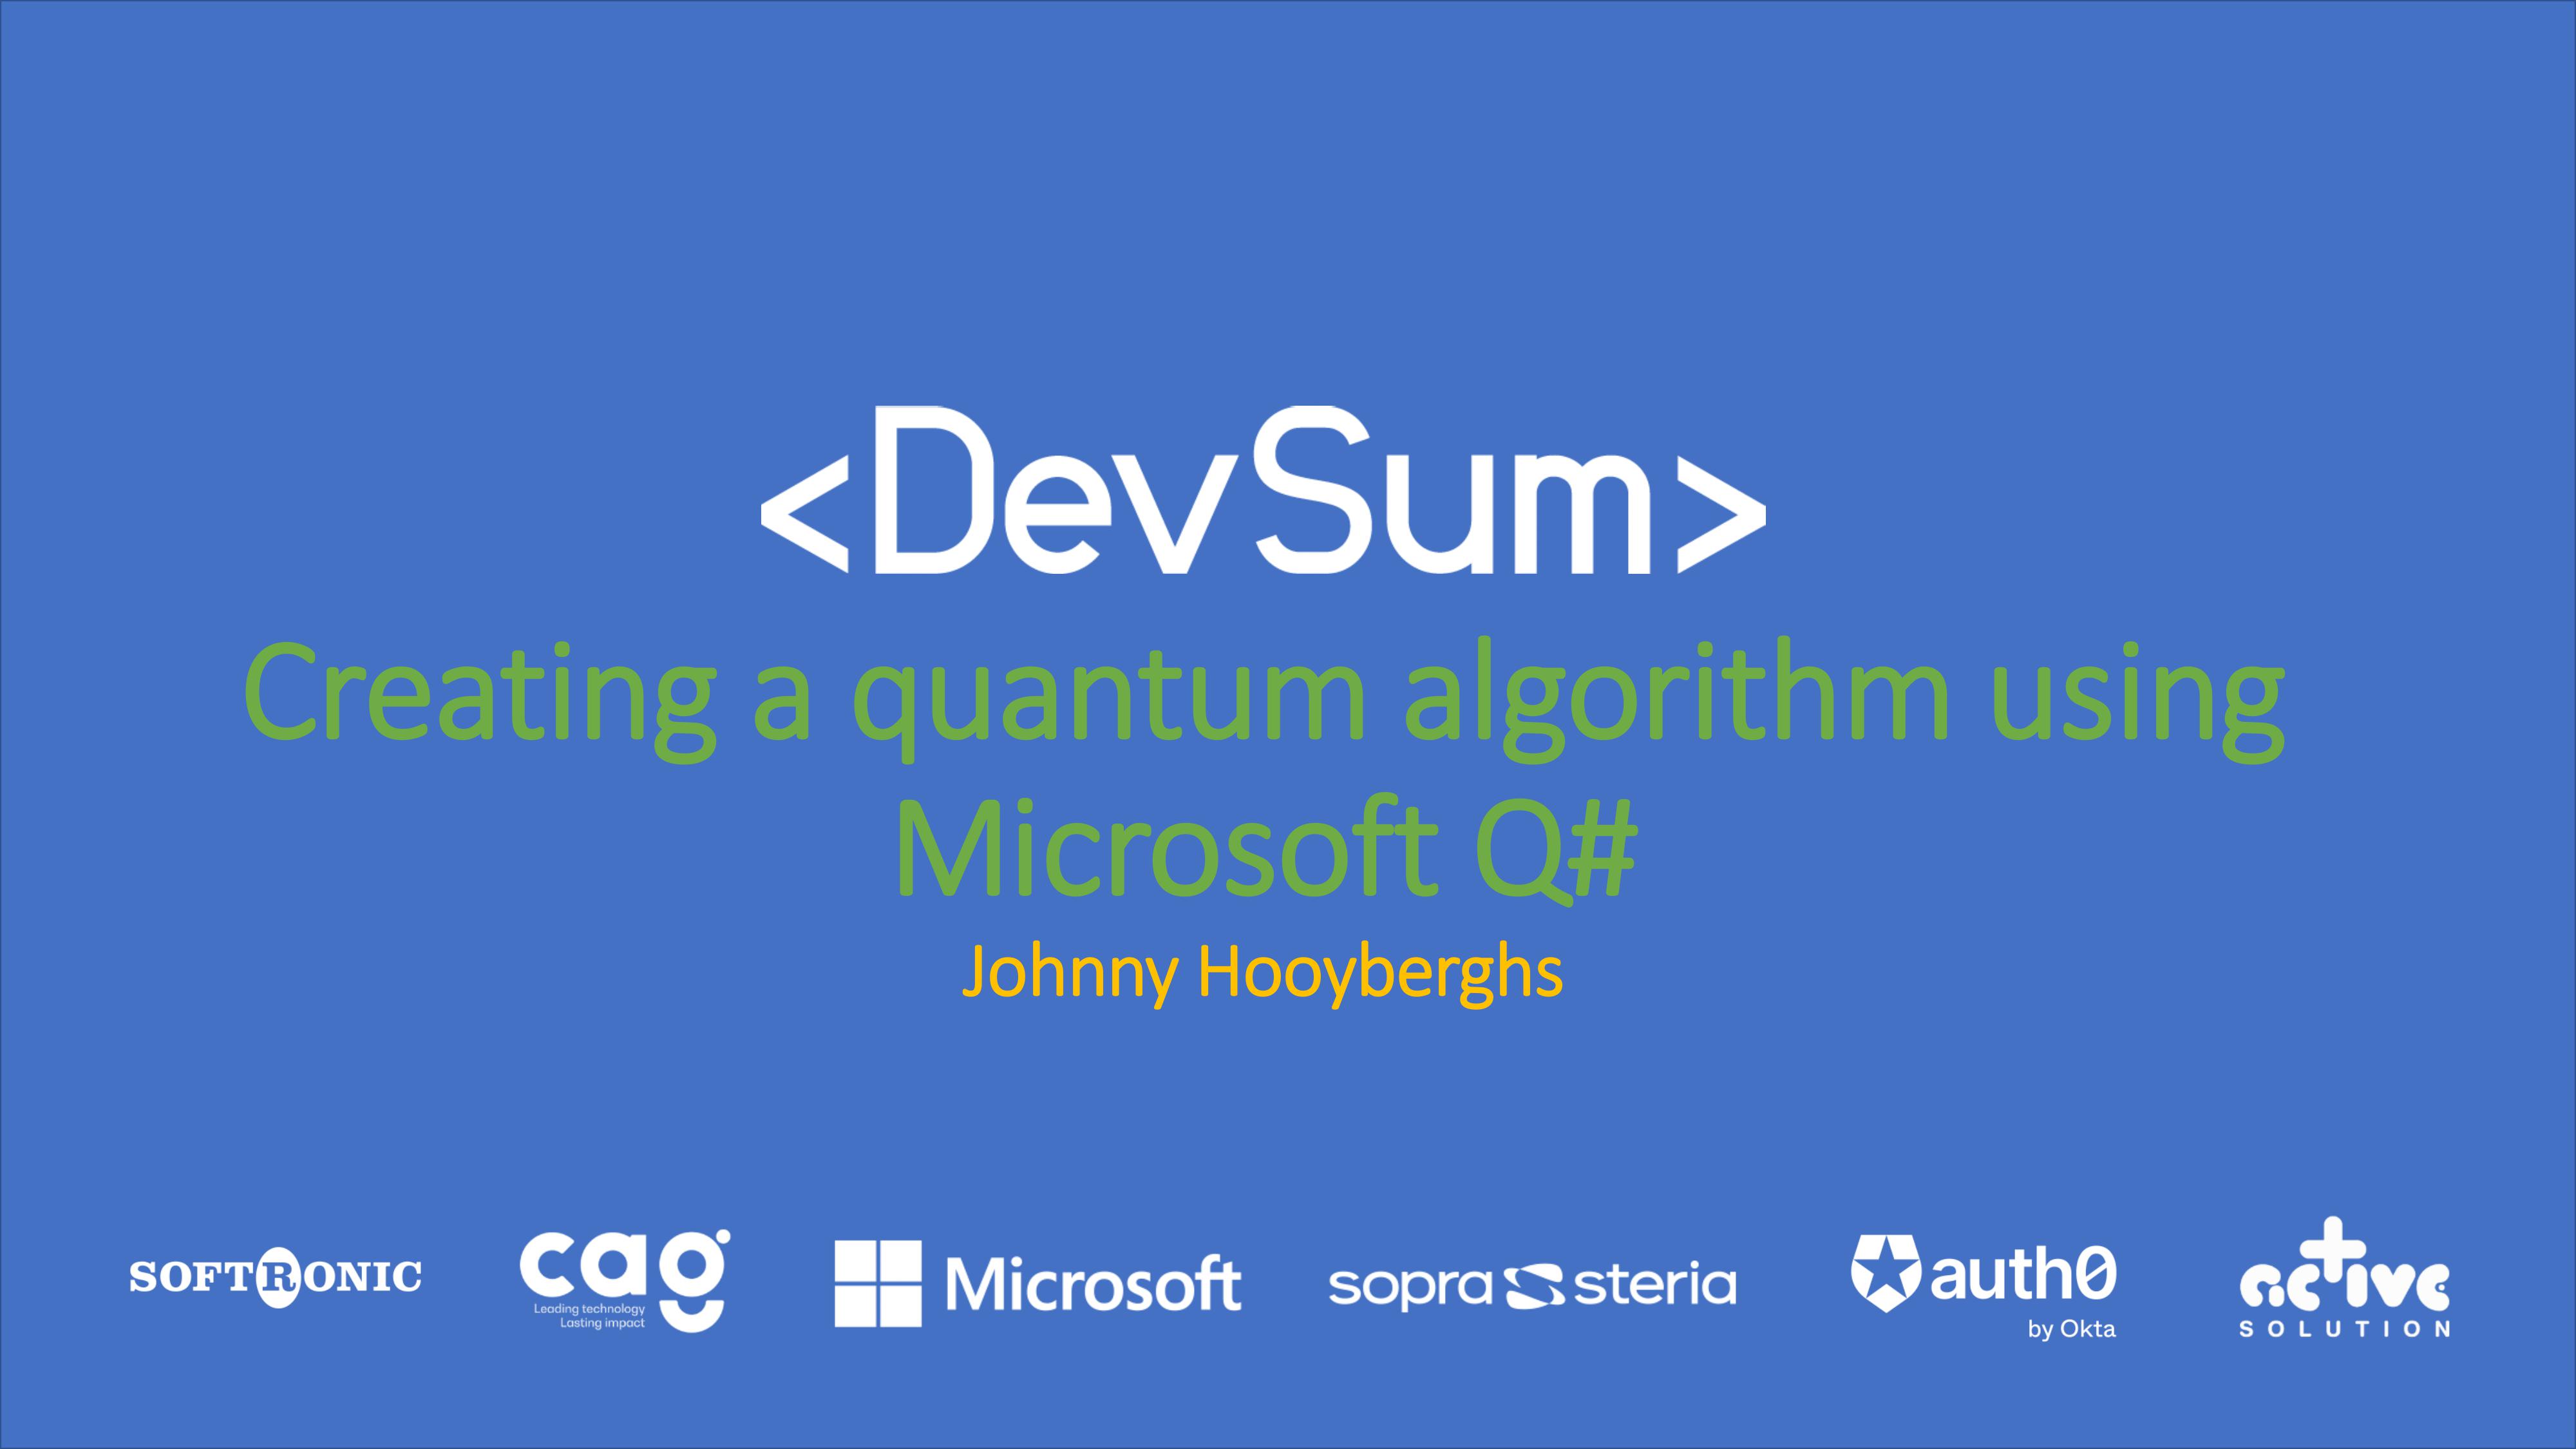 <DevSum>
Creating a quantum algorithm using
Microsoft Q#
Johnny Hooyberghs
SOFTRONIC
cag
Leading technology
Lasting impact
Microsoft
sopra steria
auth0
by Okta
active
SOLUTION